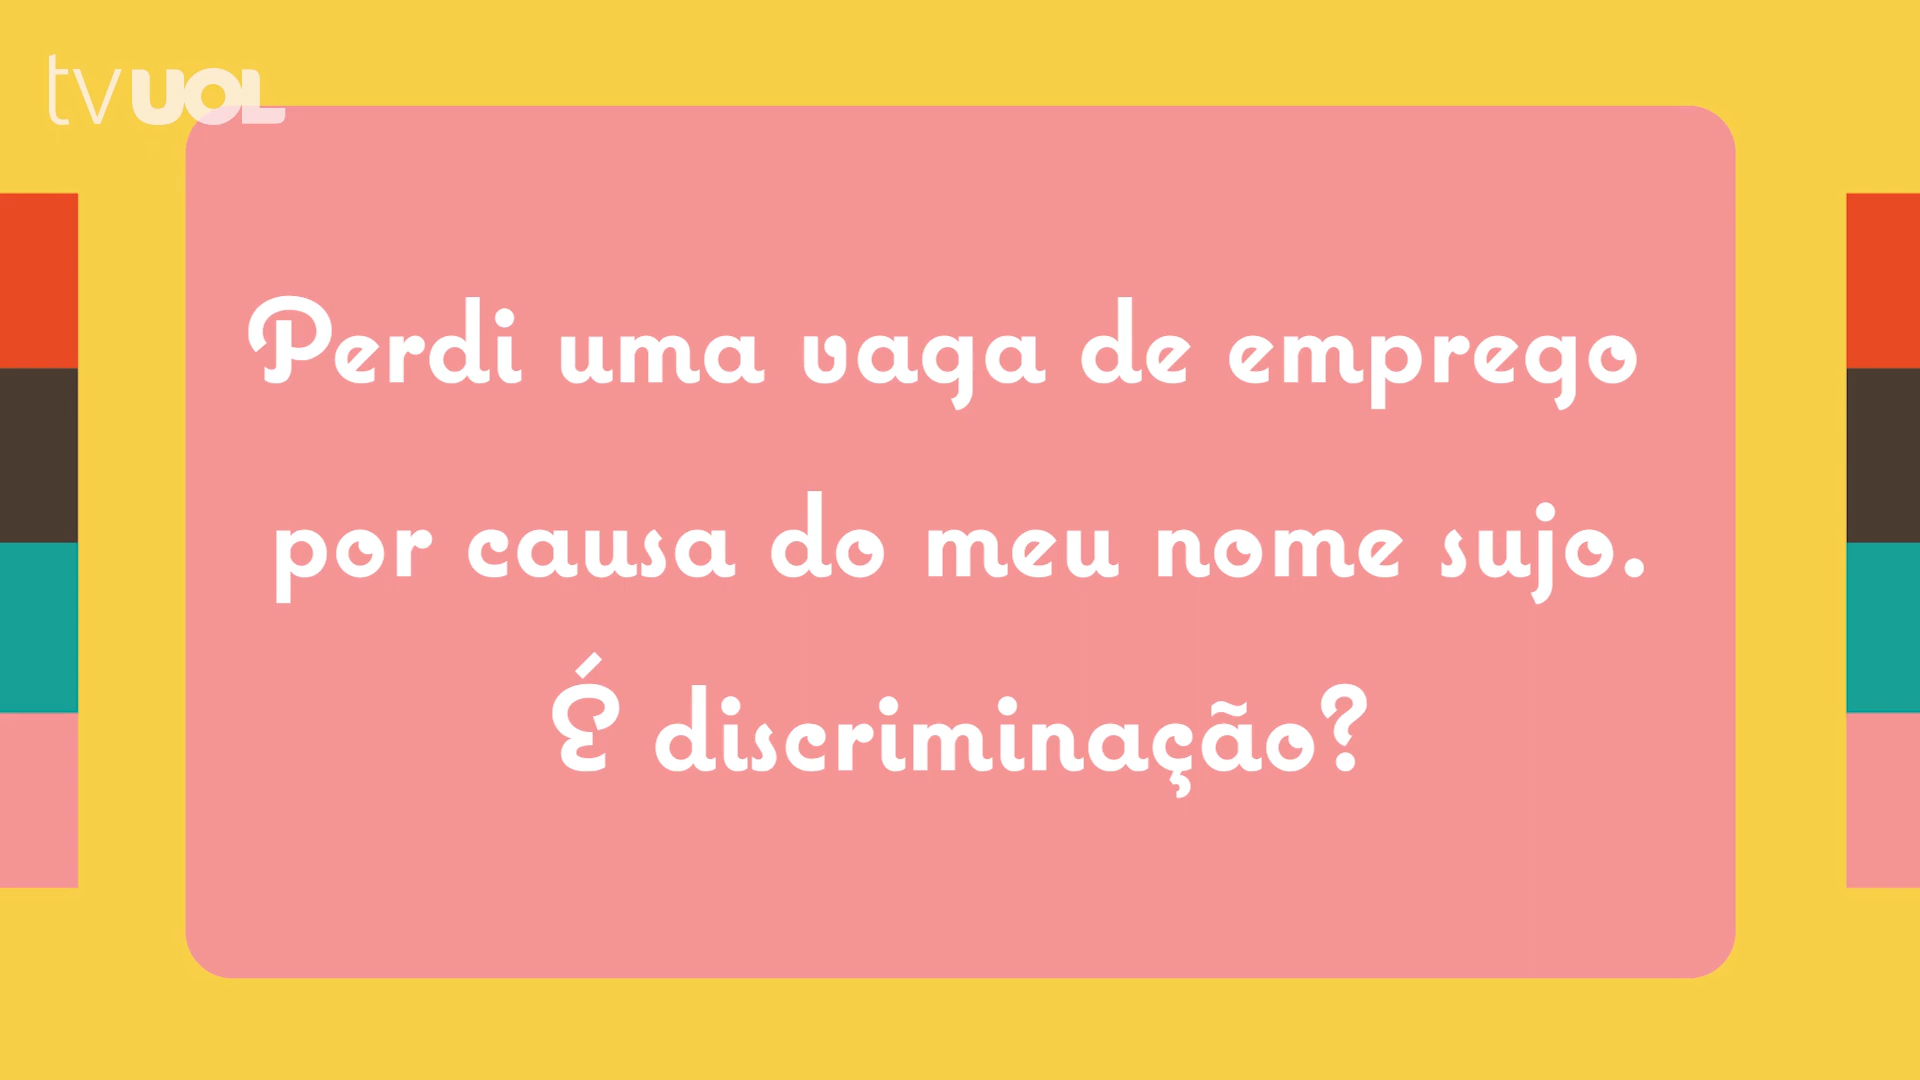 tvUOL
Perdi uma vaga de emprego
por causa do meu nome sujo.
É discriminação?